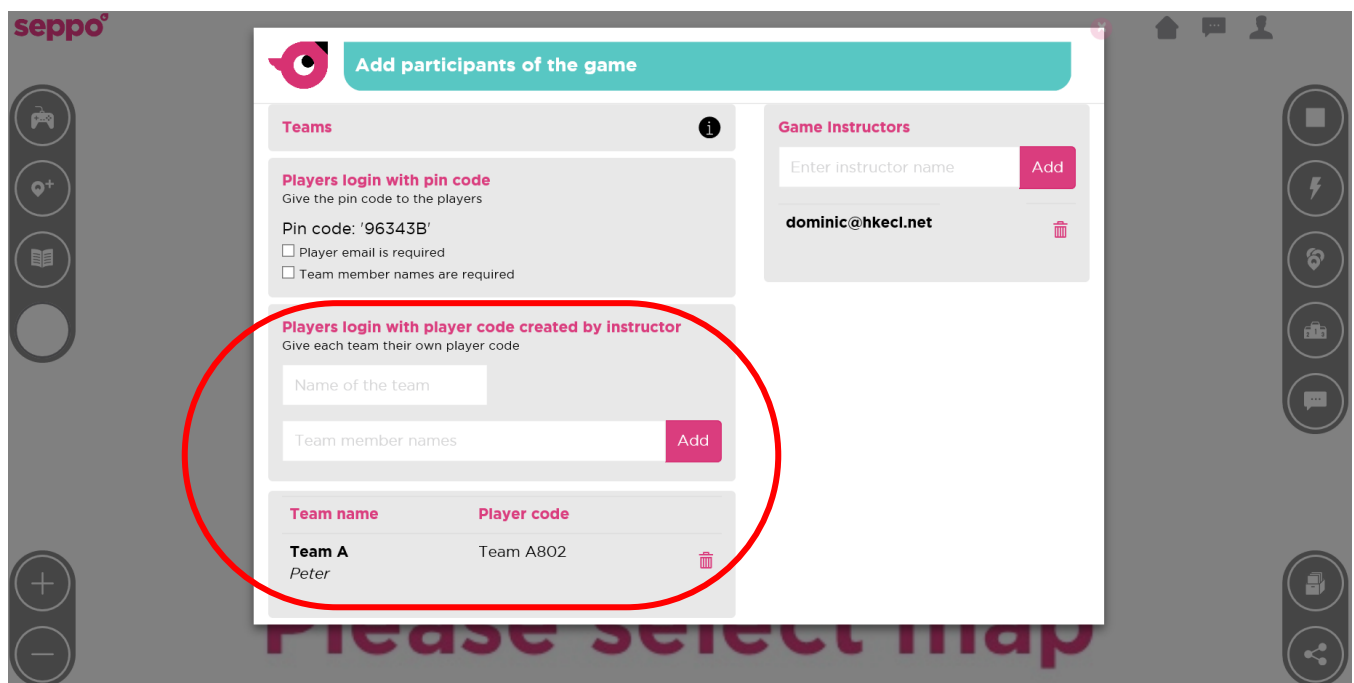 seppo
Add participants of the game
Teams
Players login with pin code
Give the pin code to the players
Pin code: '96343B'
Player email is required
Team member names are required
Players login with player code created by instructor
Give each team their own player code
Name of the team
Team member names
Add
Team name Player code
Team A Team A802
Peter
Game Instructors
Enter instructor name Add
dominic@hkecl.net
Please select map